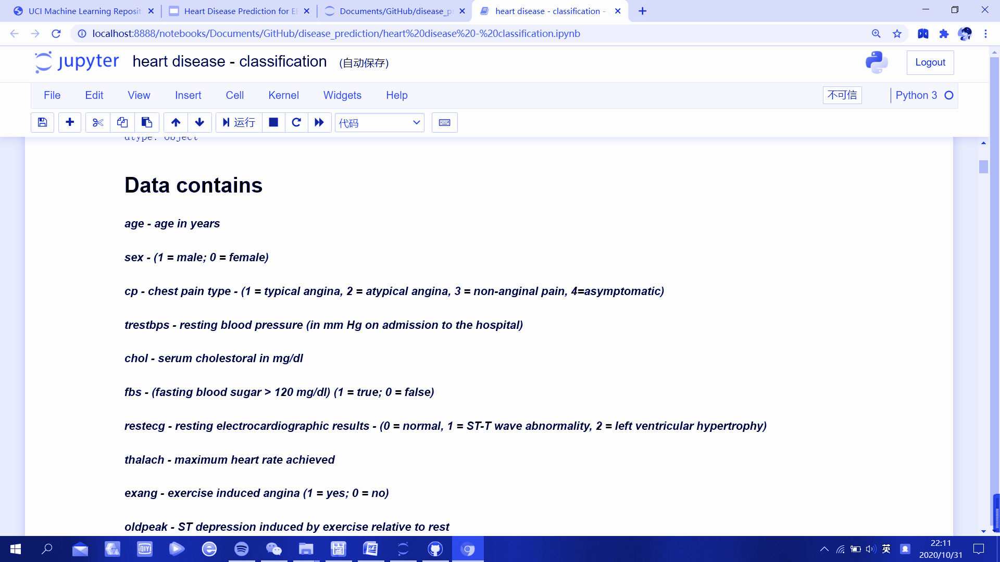 UCI Machine Learning Reposit
Heart Disease Prediction for El
Documents/GitHub/disease_p
heart disease - classification -
localhost:8888/notebooks/Documents/GitHub/disease_prediction/heart%20disease%20-%20classification.ipynb
jupyter heart disease - classification (自动保存)
Logout
File Edit View Insert Cell Kernel Widgets Help
不可信
Python 3
运行
代码
dtype: object
Data contains
age - age in years
sex - (1 = male; 0 = female)
cp - chest pain type - (1 = typical angina, 2 = atypical angina, 3 = non-anginal pain, 4=asymptomatic)
trestbps - resting blood pressure (in mm Hg on admission to the hospital)
chol - serum cholestoral in mg/dl
fbs - (fasting blood sugar > 120 mg/dl) (1 = true; 0 = false)
restecg - resting electrocardiographic results - (0 = normal, 1 = ST-T wave abnormality, 2 = left ventricular hypertrophy)
thalach - maximum heart rate achieved
exang - exercise induced angina (1 = yes; 0 = no)
oldpeak - ST depression induced by exercise relative to rest
QIYI
英
22:11
2020/10/31